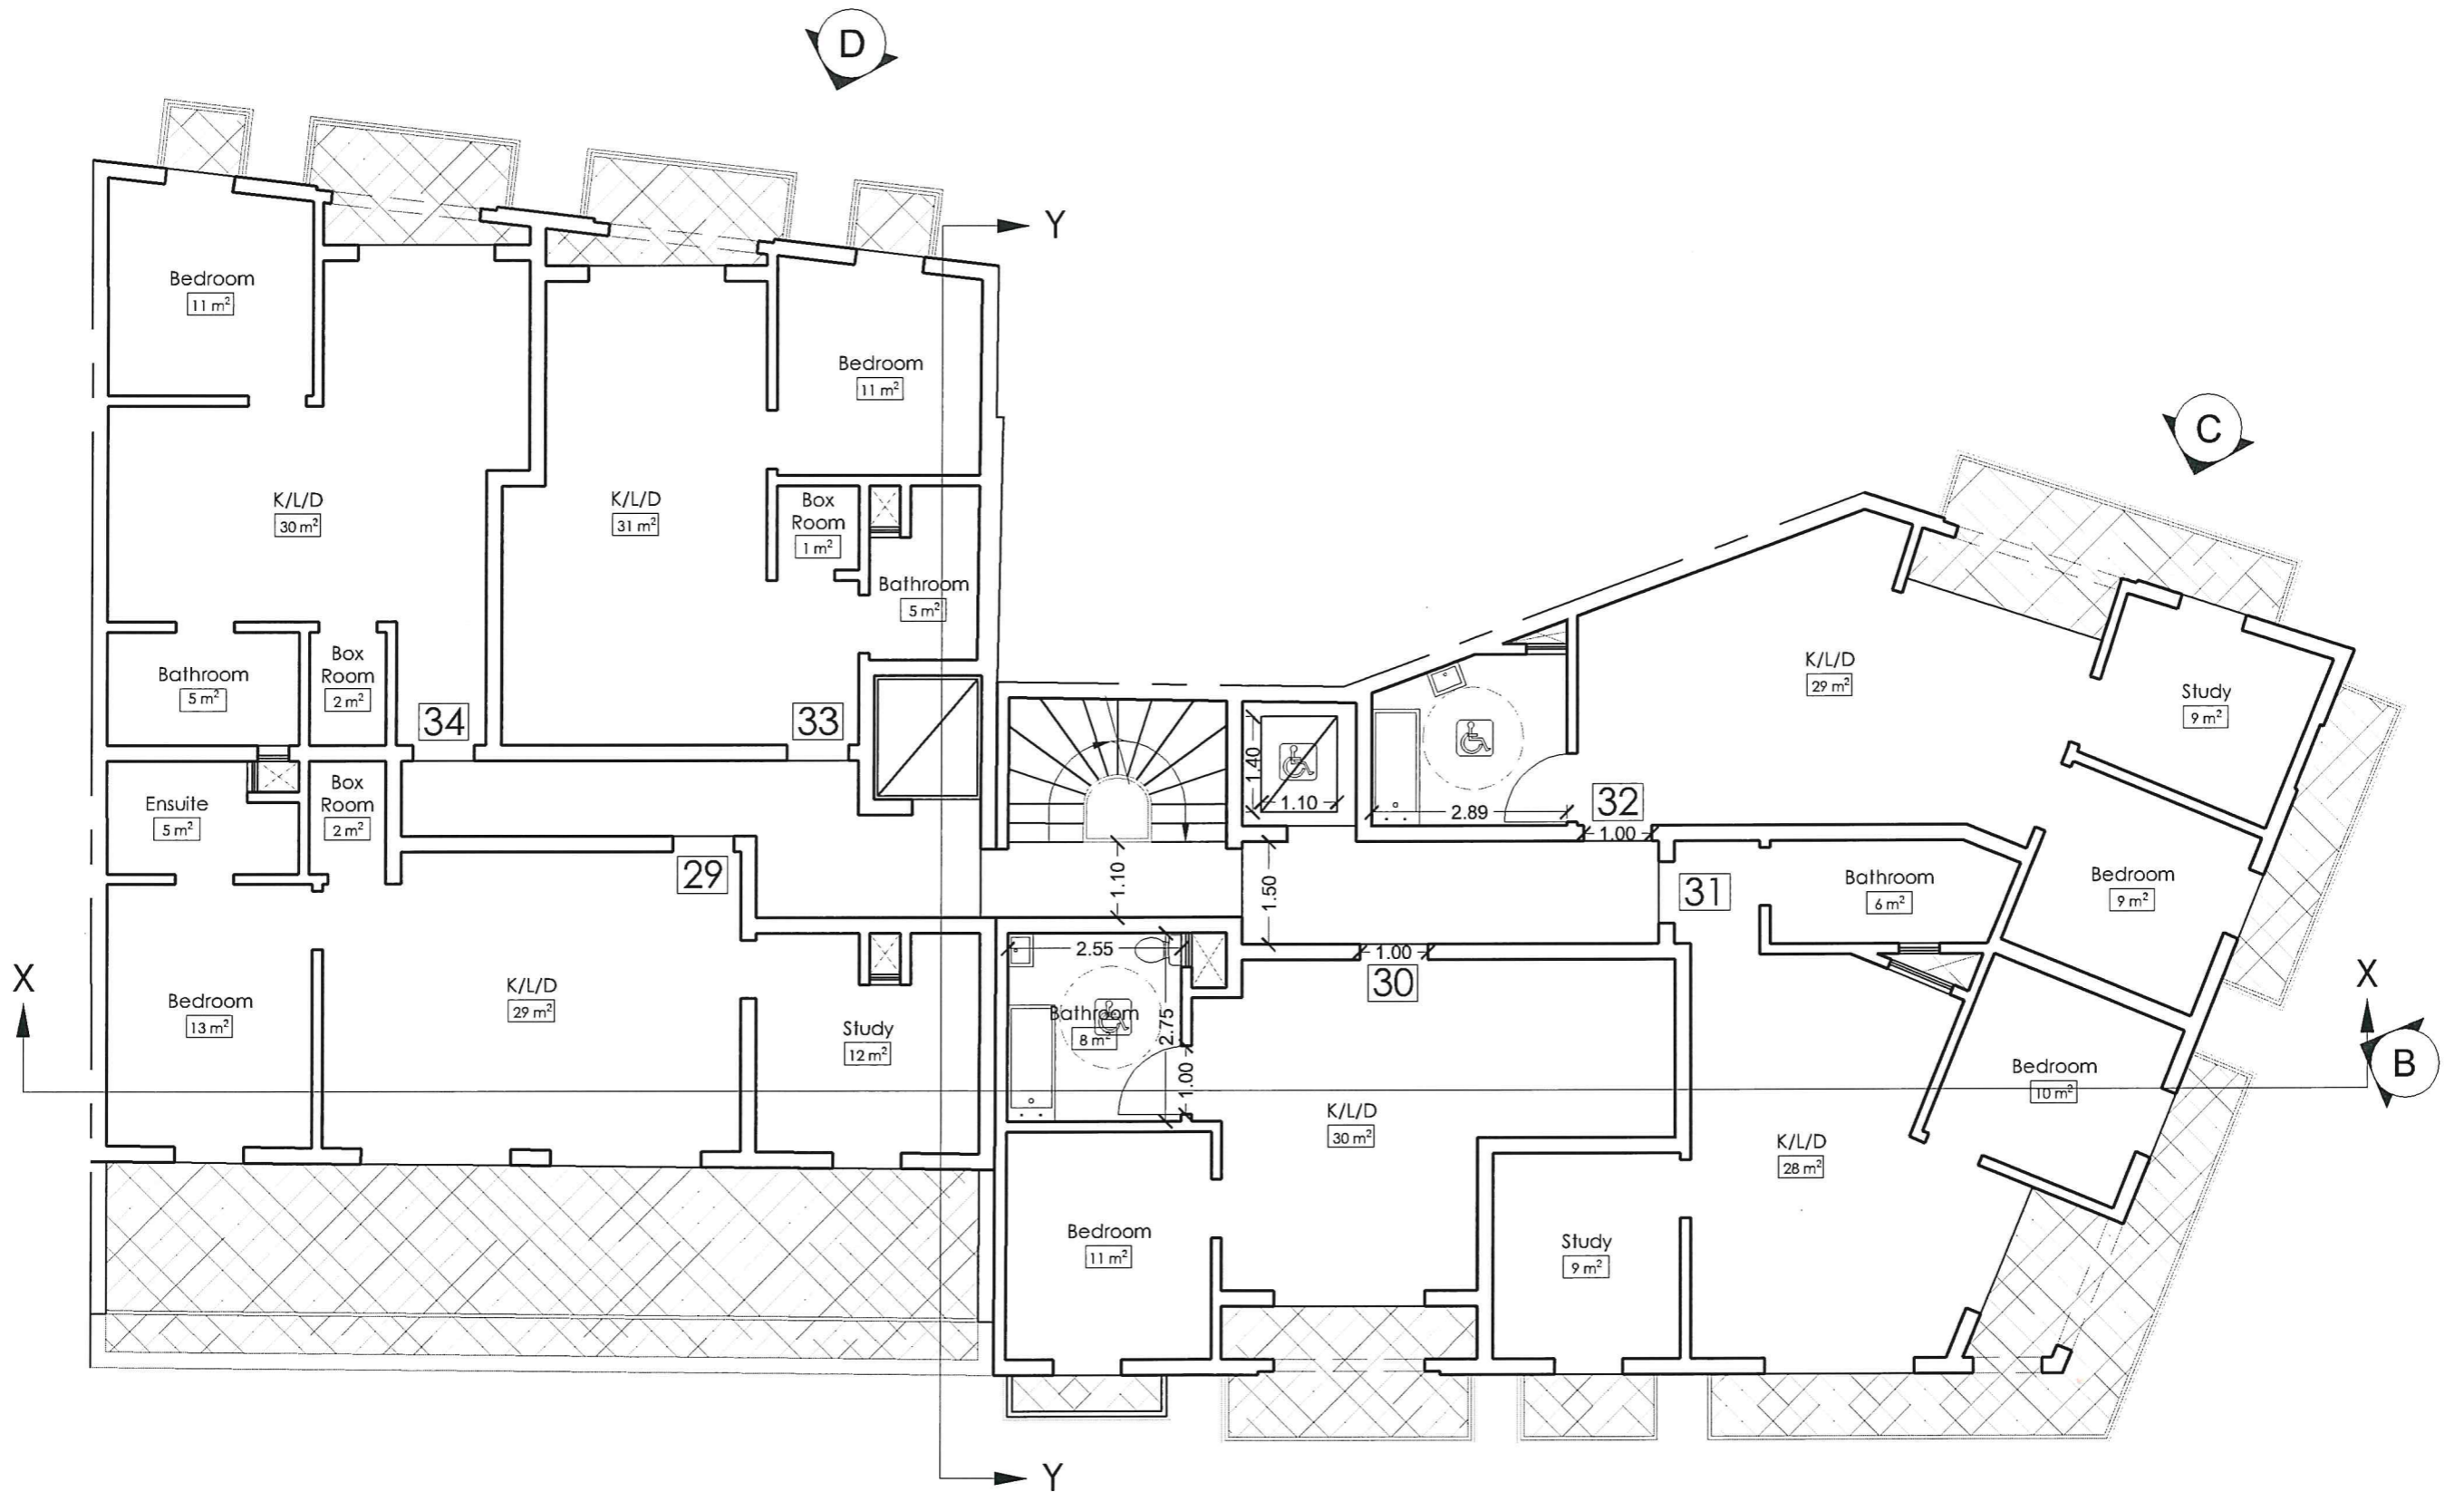 D
Y
Bedroom
11 m²
Bedroom
11 m²
C
K/L/D
30 m²
K/L/D
31 m²
Box
Room
1 m²
Bathroom
5 m²
Bathroom
5 m²
Box
Room
2 m²
34
33
K/L/D
29 m²
Study
9 m²
1.40
1.10
2.89
32
1.00
Ensuite
5 m²
Box
Room
2 m²
29
1.10
1.50
31
Bathroom
6 m²
Bedroom
9 m²
X
Bedroom
13 m²
K/L/D
29 m²
Study
12 m²
2.55
Bathroom
8 m²
2.75
1.00
1.00
30
K/L/D
30 m²
Bedroom
10 m²
X
B
K/L/D
28 m²
Bedroom
11 m²
Study
9 m²
Y